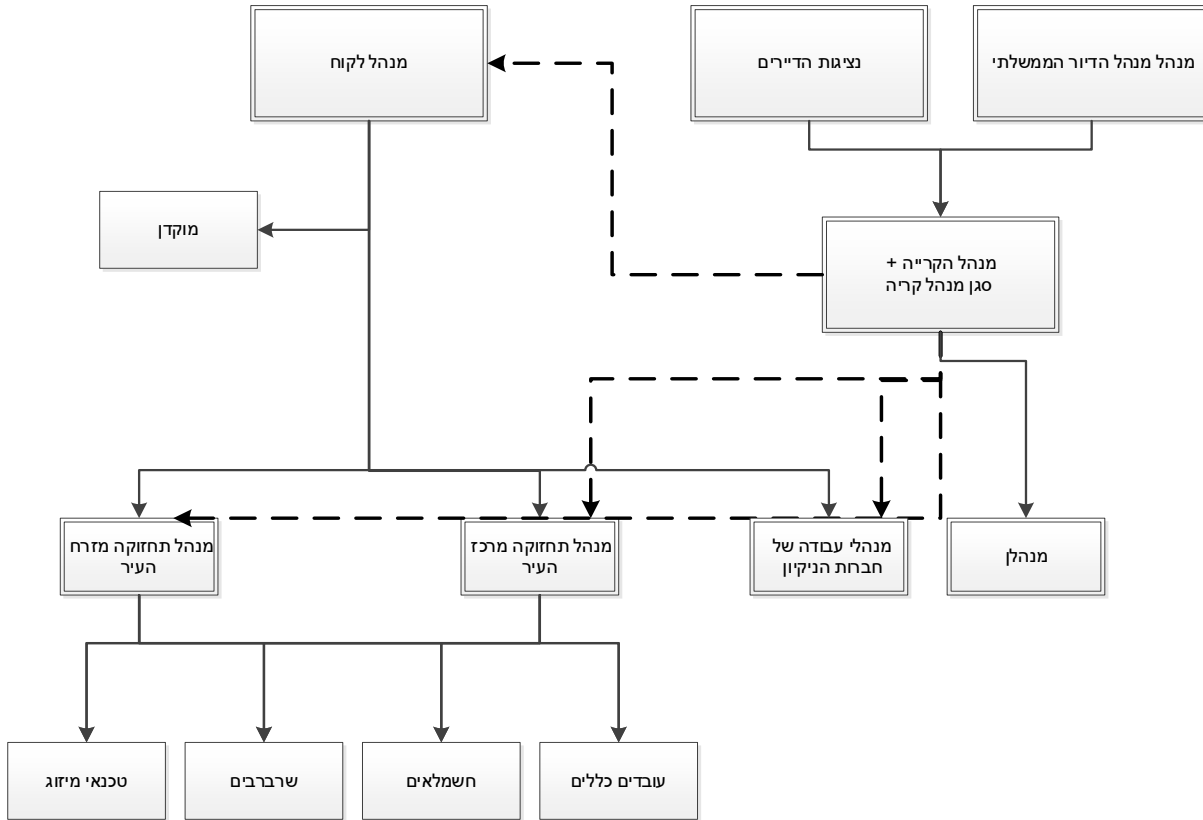 מנהל מנהל הדיור הממשלתי
נציגות הדיירים
מנהל לקוח
מוקדן
מנהל הקרייה +
סגן מנהל קריה
מנהלן
מנהלי עבודה של
חברות הניקיון
מנהל תחזוקה מרכז
העיר
מנהל תחזוקה מזרח
העיר
עובדים כללים
חשמלאים
שרברבים
טכנאי מיזוג